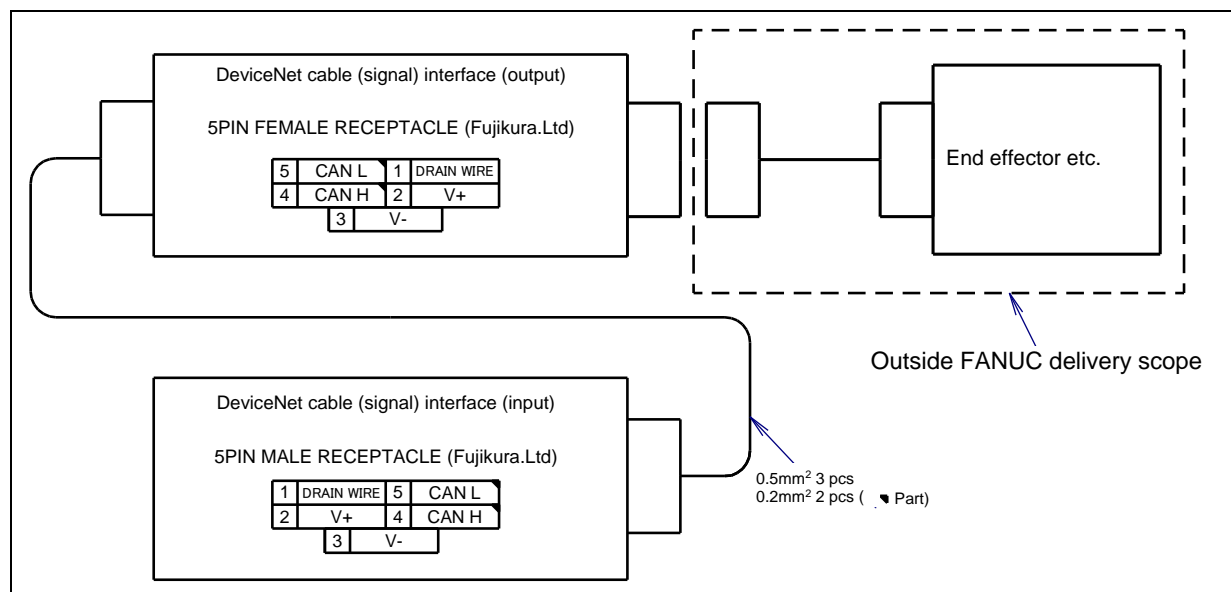 DeviceNet cable (signal) interface (output)
5PIN FEMALE RECEPTACLE (Fujikura.Ltd)
5 CAN L 1 DRAIN WIRE
4 CAN H 2 V+
3 V-
End effector etc.
Outside FANUC delivery scope
DeviceNet cable (signal) interface (input)
5PIN MALE RECEPTACLE (Fujikura.Ltd)
1 DRAIN WIRE 5 CAN L
2 V+ 4 CAN H
3 V-
0.5mm² 3 pcs
0.2mm² 2 pcs ( Part)